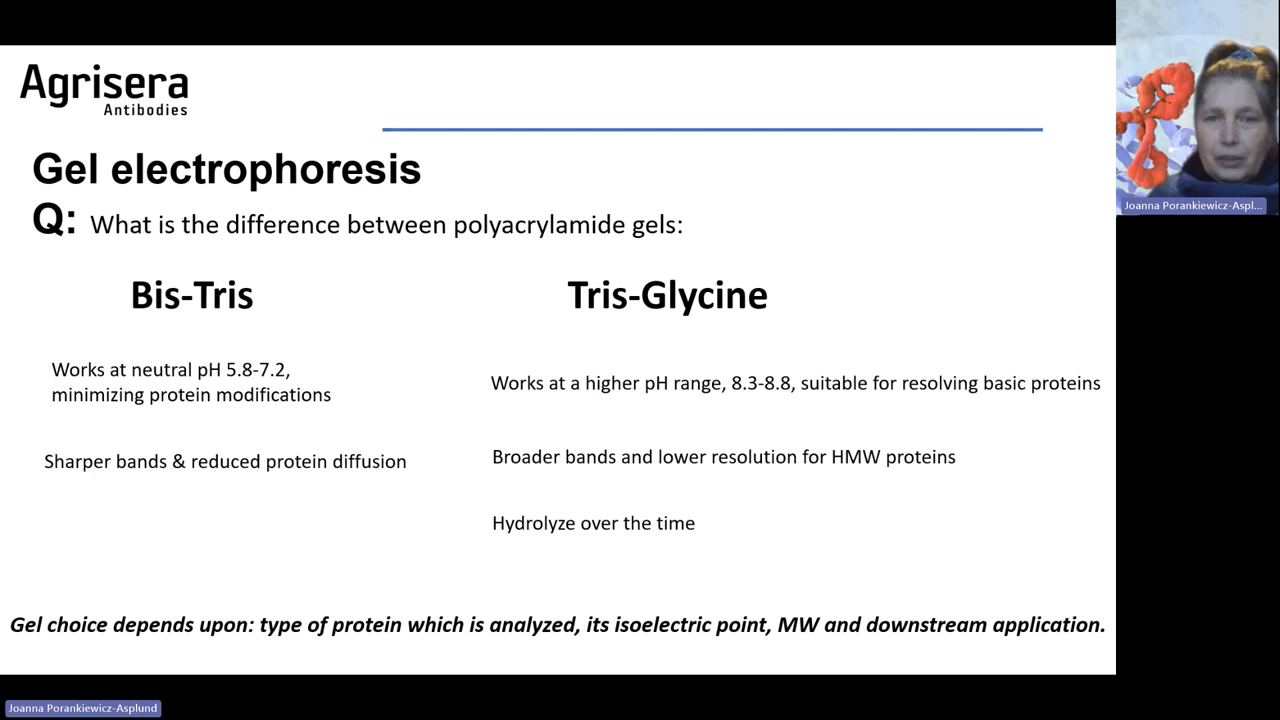 Agrisera
Antibodies
Gel electrophoresis
Q: What is the difference between polyacrylamide gels:
Bis-Tris
Tris-Glycine
Works at neutral pH 5.8-7.2,
minimizing protein modifications
Works at a higher pH range, 8.3-8.8, suitable for resolving basic proteins
Sharper bands & reduced protein diffusion
Broader bands and lower resolution for HMW proteins
Hydrolyze over the time
Gel choice depends upon: type of protein which is analyzed, its isoelectric point, MW and downstream application.
Joanna Porankiewicz-Aspl...
Joanna Porankiewicz-Asplund